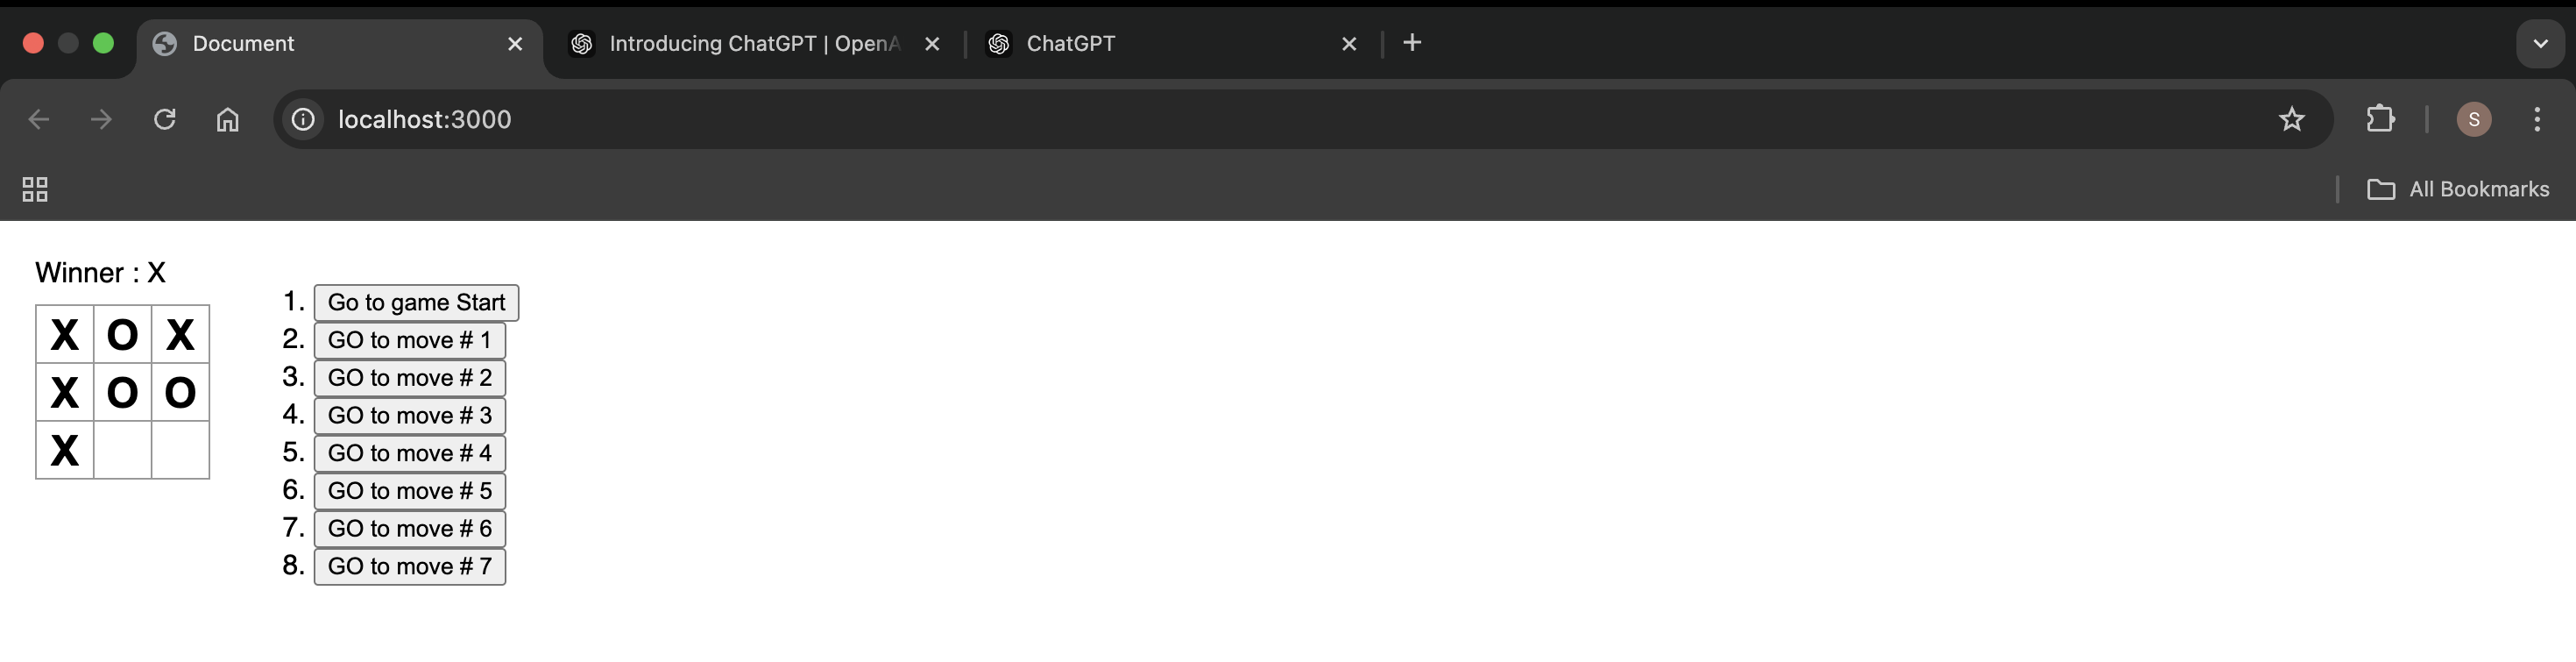 Document
Introducing ChatGPT | OpenA
ChatGPT
localhost:3000
S
All Bookmarks
Winner : X
X O X
X O O
X
1. Go to game Start
2. GO to move # 1
3. GO to move # 2
4. GO to move # 3
5. GO to move # 4
6. GO to move # 5
7. GO to move # 6
8. GO to move # 7